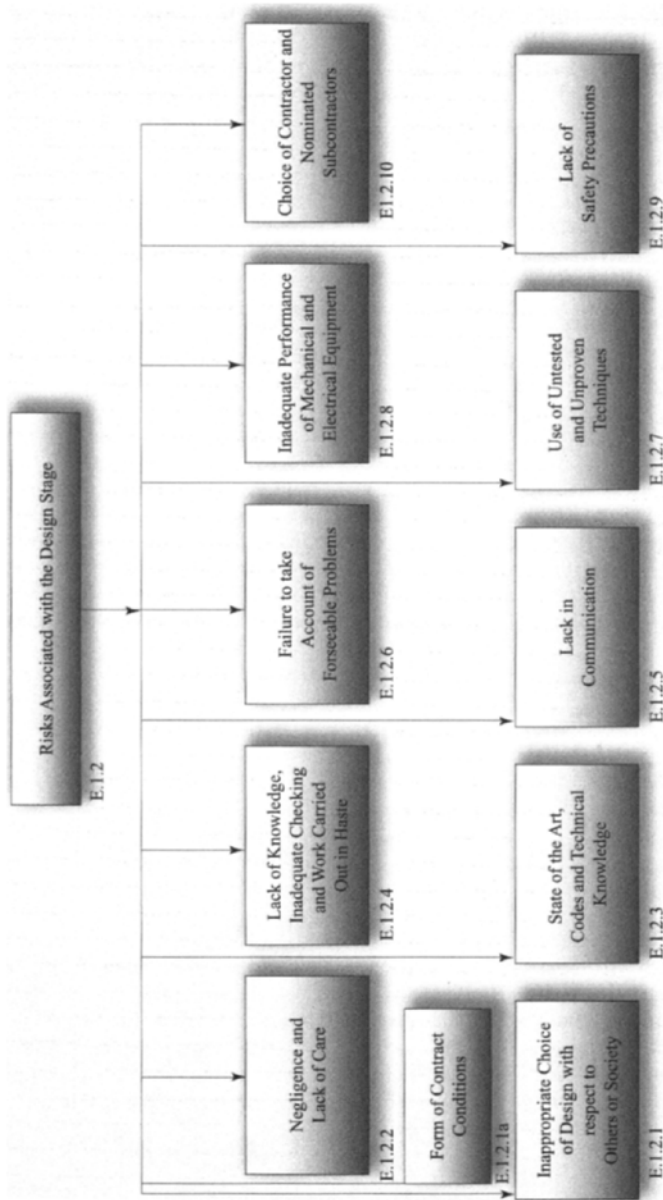 Risks Associated with the Design Stage
E.1.2
Negligence and
Lack of Care
E.1.2.2
Lack of Knowledge,
Inadequate Checking
and Work Carried
Out in Haste
E.1.2.4
Failure to take
Account of
Forseeable Problems
E.1.2.6
Inadequate Performance
of Mechanical and
Electrical Equipment
E.1.2.8
Choice of Contractor and
Nominated
Subcontractors
E1.2.10
Form of Contract
Conditions
E.1.2.1a
Inappropriate Choice
of Design with
respect to
Others or Society
E.1.2.1
State of the Art,
Codes and Technical
Knowledge
E.1.2.3
Lack in
Communication
E.1.2.5
Use of Untested
and Unproven
Techniques
E.1.2.7
Lack of
Safety Precautions
E.1.2.9